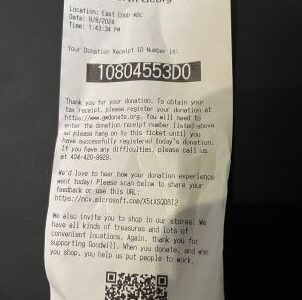 Location: East Cobb ADC
Date: 8/8/2024
Time: 1:43:34 PM
Your Donation Receipt ID Number is:
10804553D0
Thank you for your donation. To obtain your
tax receipt, please register your donation at
https://www.gwdonate.org. You will need to
enter the donation receipt number listed above
so please hang on to this ticket until you
have successfully registered today's donation.
If you have any difficulties, please call us
at 404-420-9929.
We'd love to hear how your donation experience
went today! Please scan below to share your
feedback or use this URL:
https://ncv.microsoft.com/X5LXSQDA12
We also invite you to shop in our stores. We
have all kinds of treasures and lots of
convenient locations. Again, thank you for
supporting Goodwill. When you donate, and when
you shop, you help us put people to work.